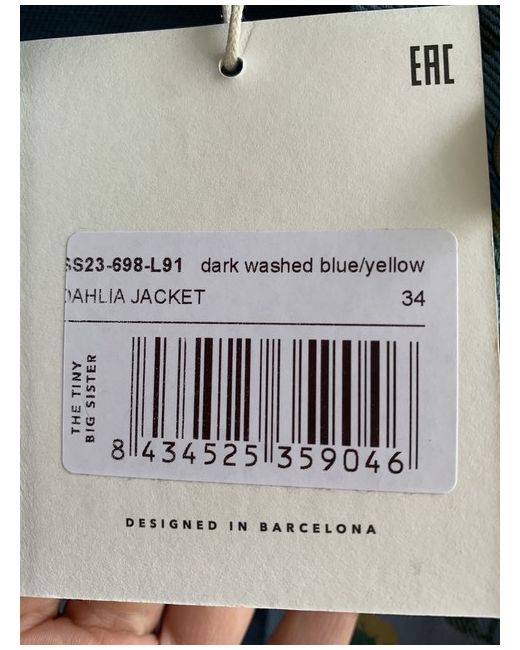 EAC
SS23-698-L91 dark washed blue/yellow
DAHLIA JACKET 34
THE TINY
BIG SISTER
8 434525 359046
DESIGNED IN BARCELONA